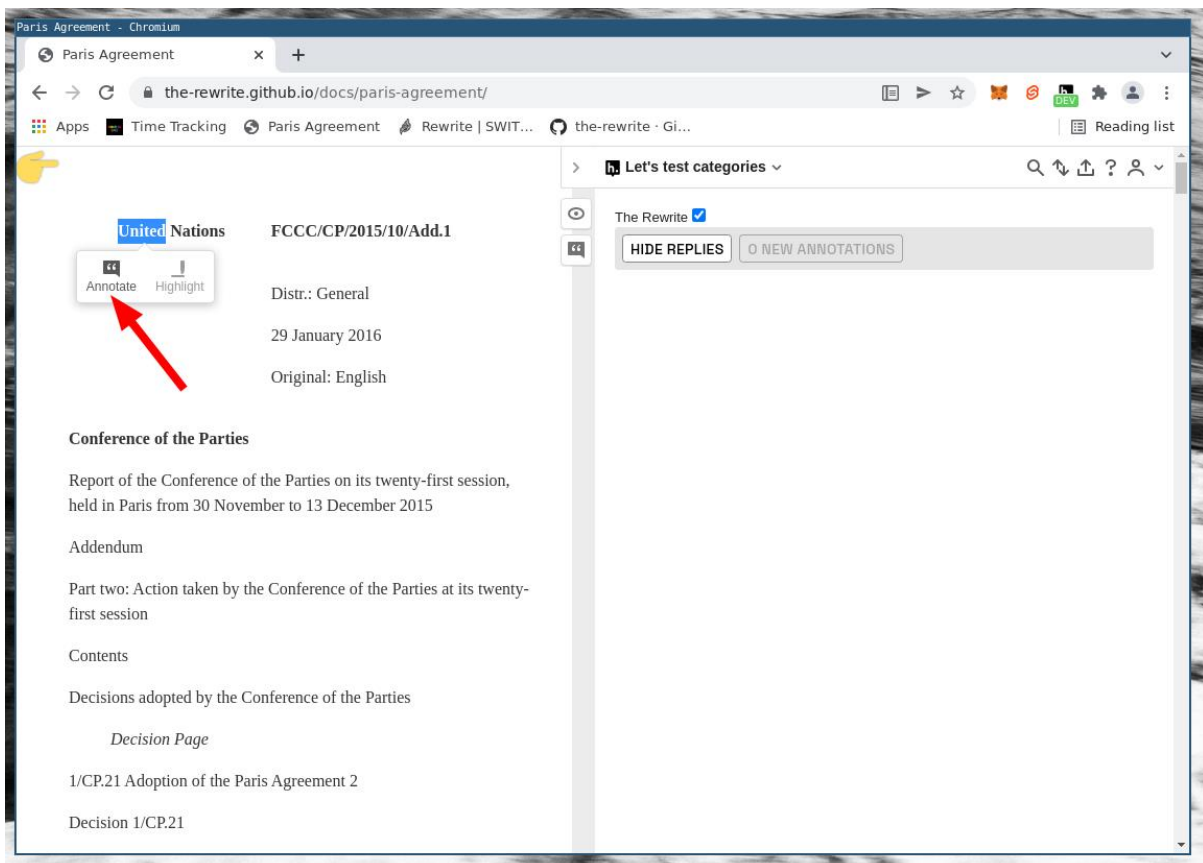 Paris Agreement - Chromium
Paris Agreement
the-rewrite.github.io/docs/paris-agreement/
DEV
Apps Time Tracking Paris Agreement Rewrite | SWIT... the-rewrite · Gi... Reading list
h. Let's test categories
United Nations FCCC/CP/2015/10/Add.1
The Rewrite
HIDE REPLIES 0 NEW ANNOTATIONS
Annotate Highlight
Distr.: General
29 January 2016
Original: English
Conference of the Parties
Report of the Conference of the Parties on its twenty-first session,
held in Paris from 30 November to 13 December 2015
Addendum
Part two: Action taken by the Conference of the Parties at its twenty-
first session
Contents
Decisions adopted by the Conference of the Parties
Decision Page
1/CP.21 Adoption of the Paris Agreement 2
Decision 1/CP.21